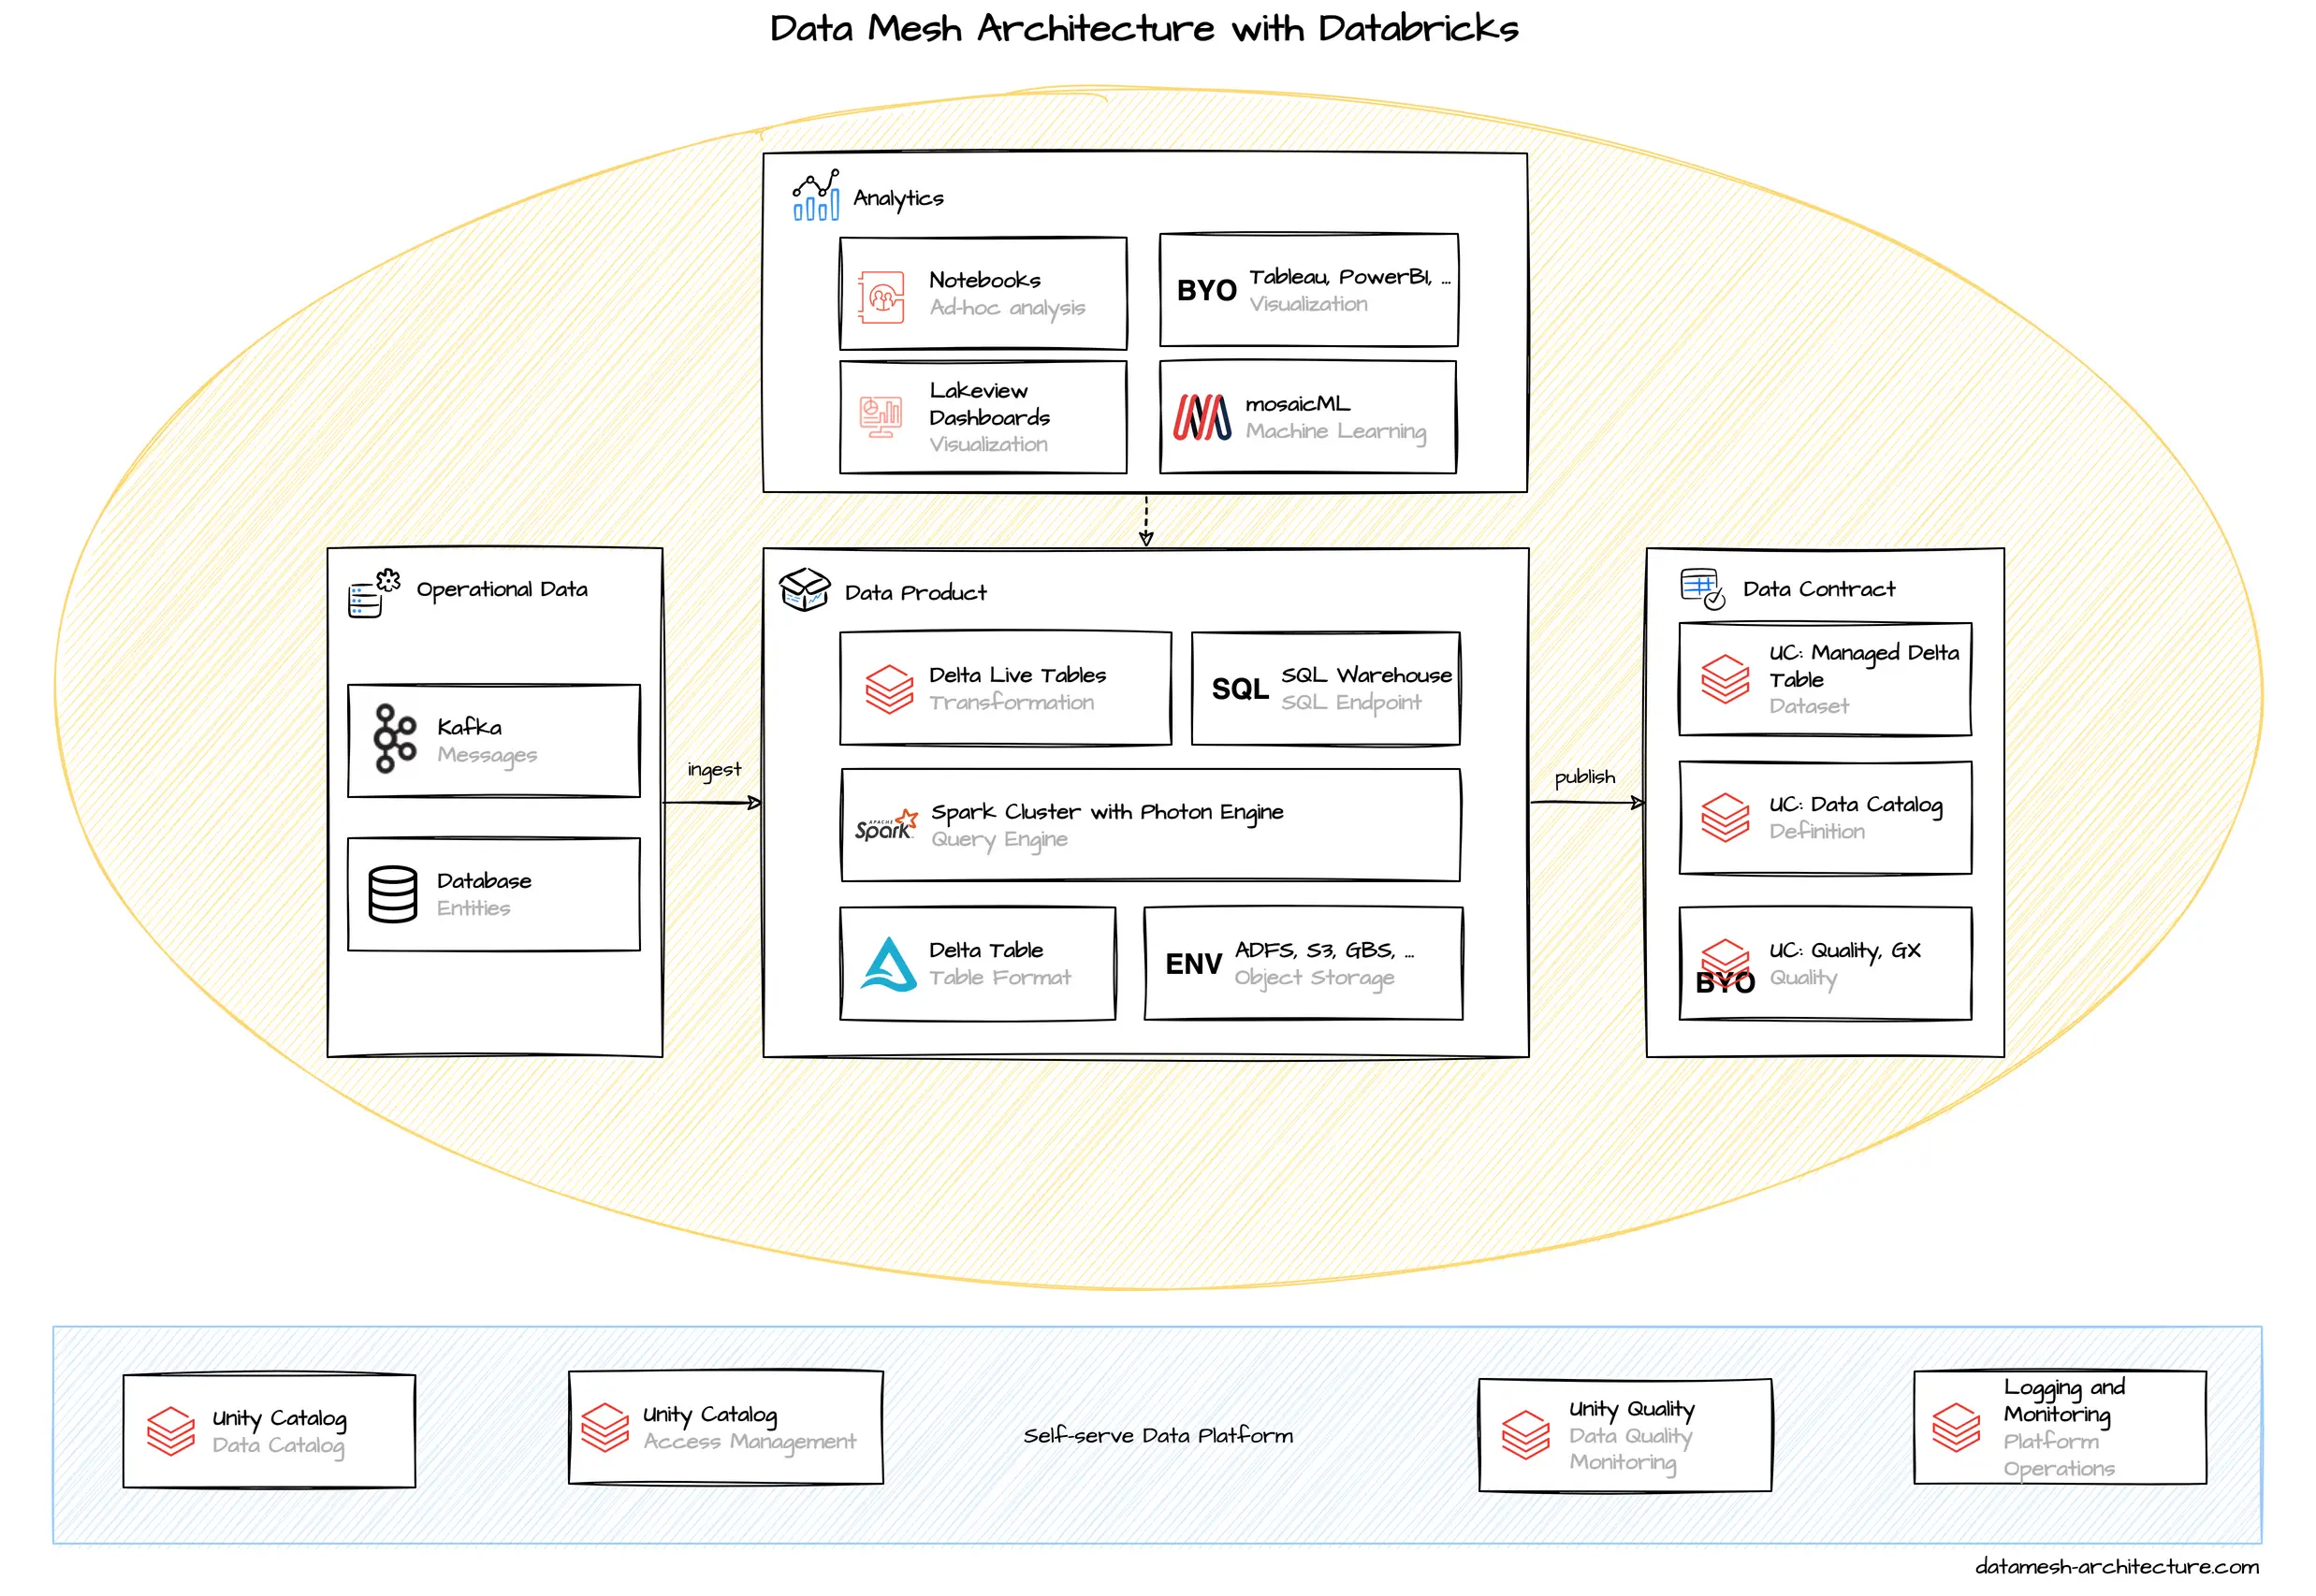 Data Mesh Architecture with Databricks
Analytics
Notebooks
Ad-hoc analysis
BYO
Tableau, PowerBI, ...
Visualization
Lakeview
Dashboards
Visualization
mosaicML
Machine Learning
Operational Data
Kafka
Messages
Database
Entities
ingest
Data Product
Delta Live Tables
Transformation
SQL
SQL Warehouse
SQL Endpoint
APACHE
Spark
Spark Cluster with Photon Engine
Query Engine
Delta Table
Table Format
ENV
ADFS, S3, GBS, ...
Object Storage
publish
Data Contract
UC: Managed Delta
Table
Dataset
UC: Data Catalog
Definition
BYO
UC: Quality, GX
Quality
Unity Catalog
Data Catalog
Unity Catalog
Access Management
Self-serve Data Platform
Unity Quality
Data Quality
Monitoring
Logging and
Monitoring
Platform
Operations
datamesh-architecture.com